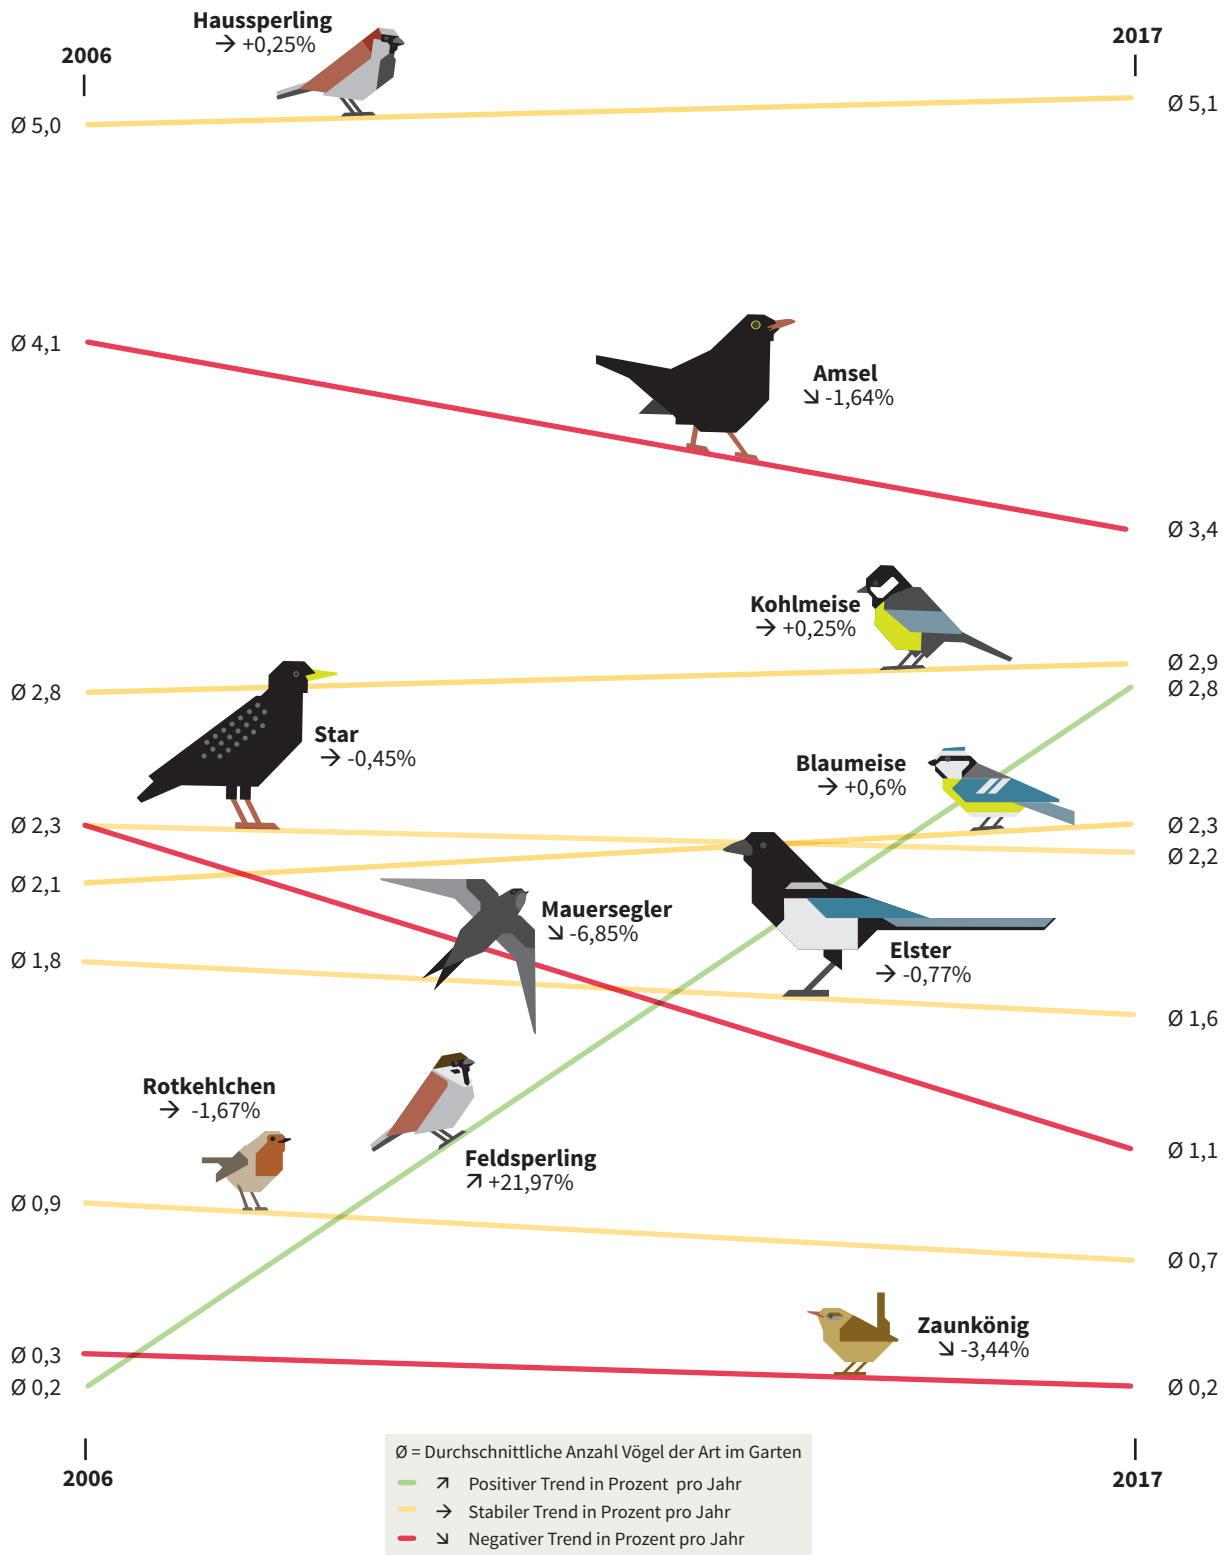 Haussperling
→ +0,25%
2006
2017
Ø 5,0
Ø 5,1
Ø 4,1
Amsel
↘ -1,64%
Ø 3,4
Kohlmeise
→ +0,25%
Ø 2,8
Ø 2,9
Ø 2,8
Star
→ -0,45%
Blaumeise
→ +0,6%
Ø 2,3
Ø 2,3
Ø 2,2
Ø 2,1
Mauersegler
↘ -6,85%
Elster
→ -0,77%
Ø 1,8
Ø 1,6
Rotkehlchen
→ -1,67%
Feldsperling
↗ +21,97%
Ø 1,1
Ø 0,9
Ø 0,7
Zaunkönig
↘ -3,44%
Ø 0,3
Ø 0,2
Ø 0,2
2006
2017
Ø = Durchschnittliche Anzahl Vögel der Art im Garten
↗ Positiver Trend in Prozent pro Jahr
→ Stabiler Trend in Prozent pro Jahr
↘ Negativer Trend in Prozent pro Jahr